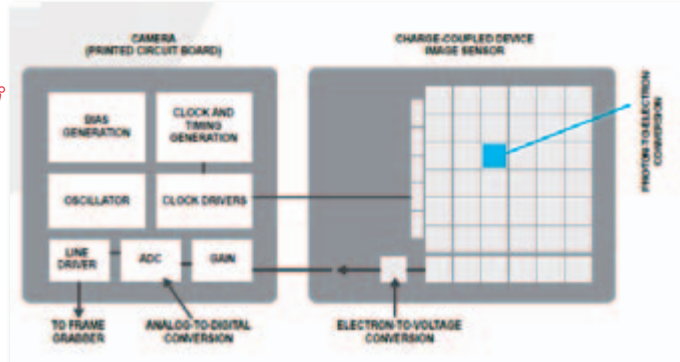 CAMERA
(PRINTED CIRCUIT BOARD)
CHARGE-COUPLED DEVICE
IMAGE SENSOR
BIAS
GENERATION
CLOCK AND
TIMING
GENERATION
OSCILLATOR
CLOCK DRIVERS
LINE
DRIVER
ADC
GAIN
PHOTON-TO-ELECTRON
CONVERSION
TO FRAME
GRABBER
ANALOG-TO-DIGITAL
CONVERSION
ELECTRON-TO-VOLTAGE
CONVERSION